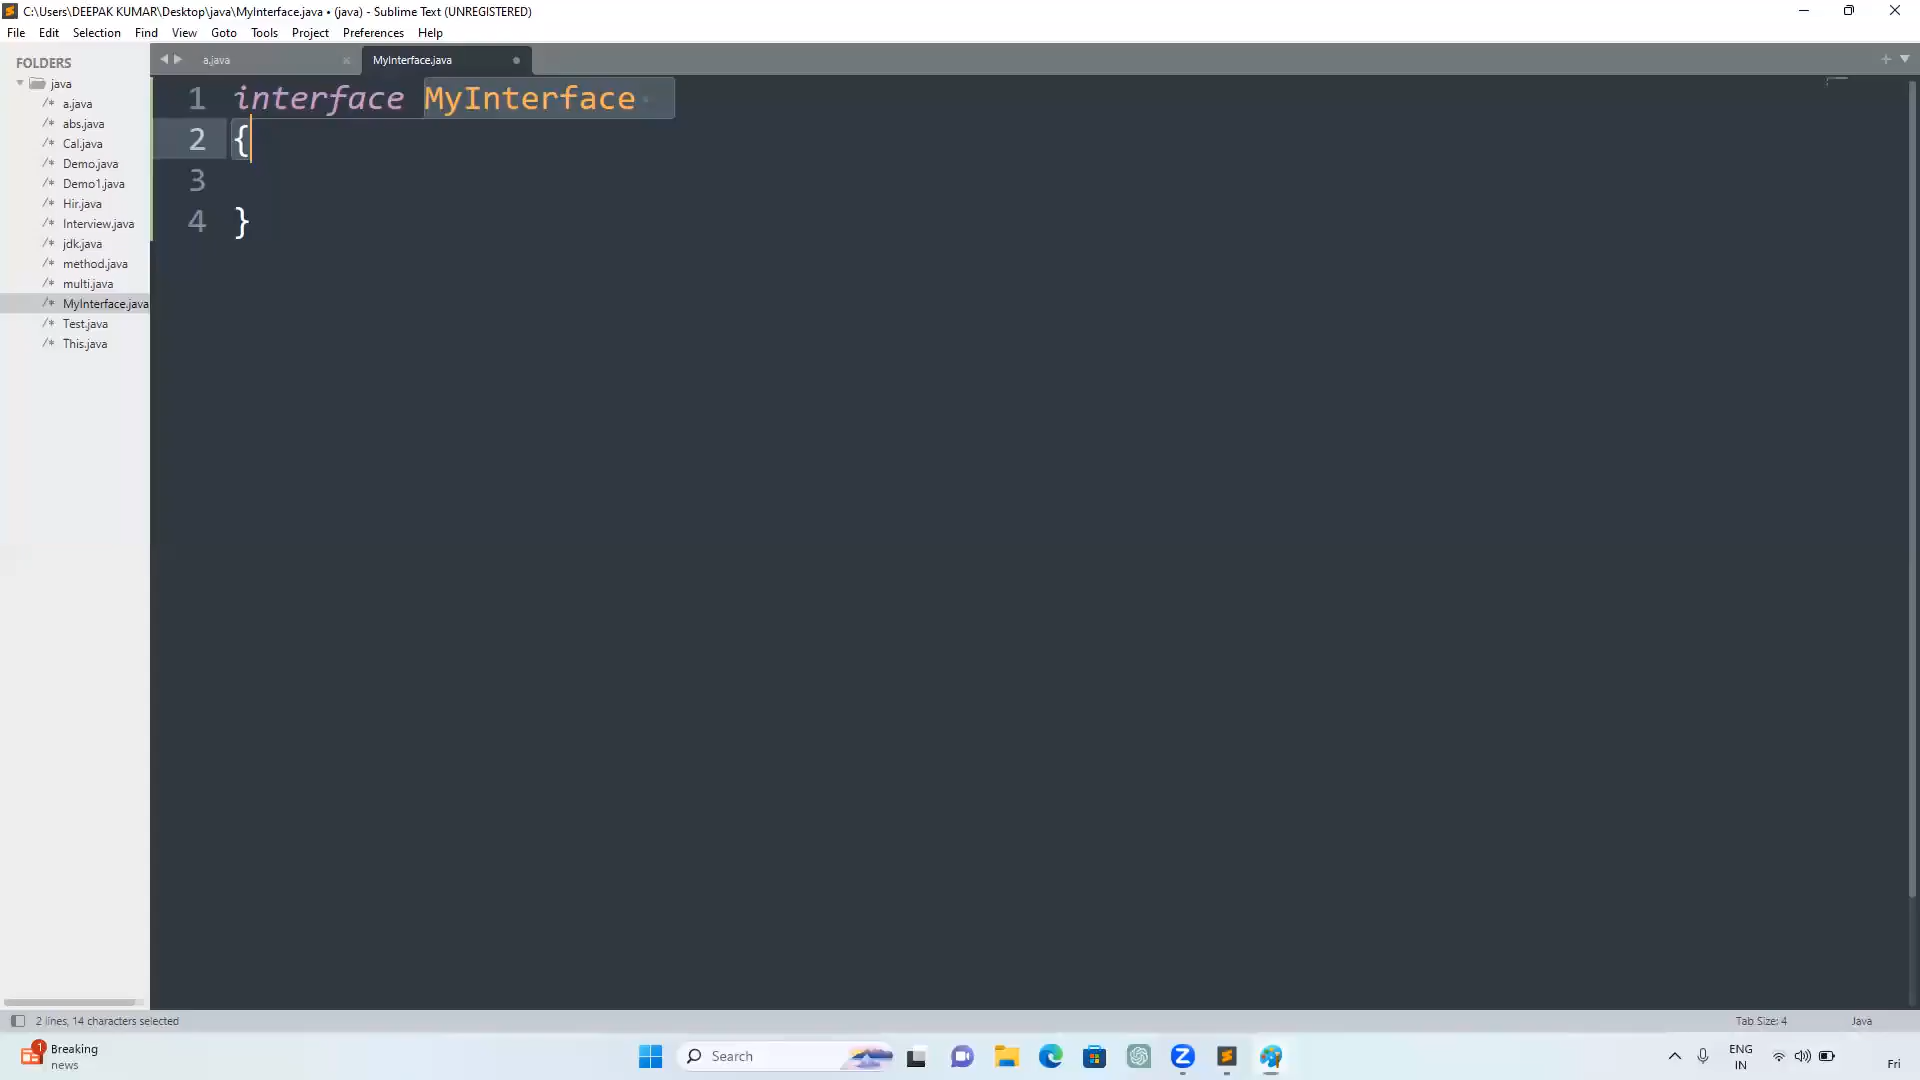 C:\Users\DEEPAK KUMAR\Desktop\java\MyInterface.java • (java) - Sublime Text (UNREGISTERED)
File Edit Selection Find View Goto Tools Project Preferences Help
FOLDERS
java
/* a.java
/* abs.java
/* Cal.java
/* Demo.java
/* Demo1.java
/* Hir.java
/* Interview.java
/* jdk.java
/* method.java
/* multi.java
/* MyInterface.java
/* Test.java
/* This.java
a.java MyInterface.java
1 interface MyInterface
2 {
3
4 }
2 lines, 14 characters selected Tab Size: 4 Java
1
Breaking
news
Search
ENG
IN
Fri